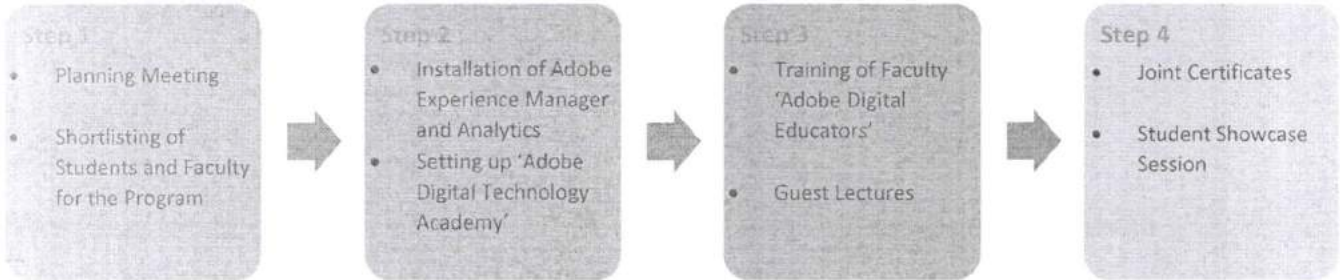 Step 1
• Planning Meeting
• Shortlisting of
Students and Faculty
for the Program
Step 2
• Installation of Adobe
Experience Manager
and Analytics
• Setting up 'Adobe
Digital Technology
Academy'
Step 3
• Training of Faculty
'Adobe Digital
Educators'
• Guest Lectures
Step 4
• Joint Certificates
• Student Showcase
Session